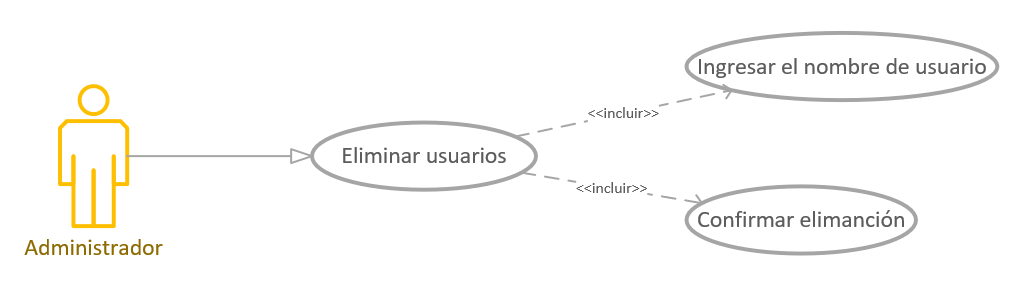 Ingresar el nombre de usuario
<<incluir>>
Eliminar usuarios
<<incluir>>
Confirmar elimanción
Administrador